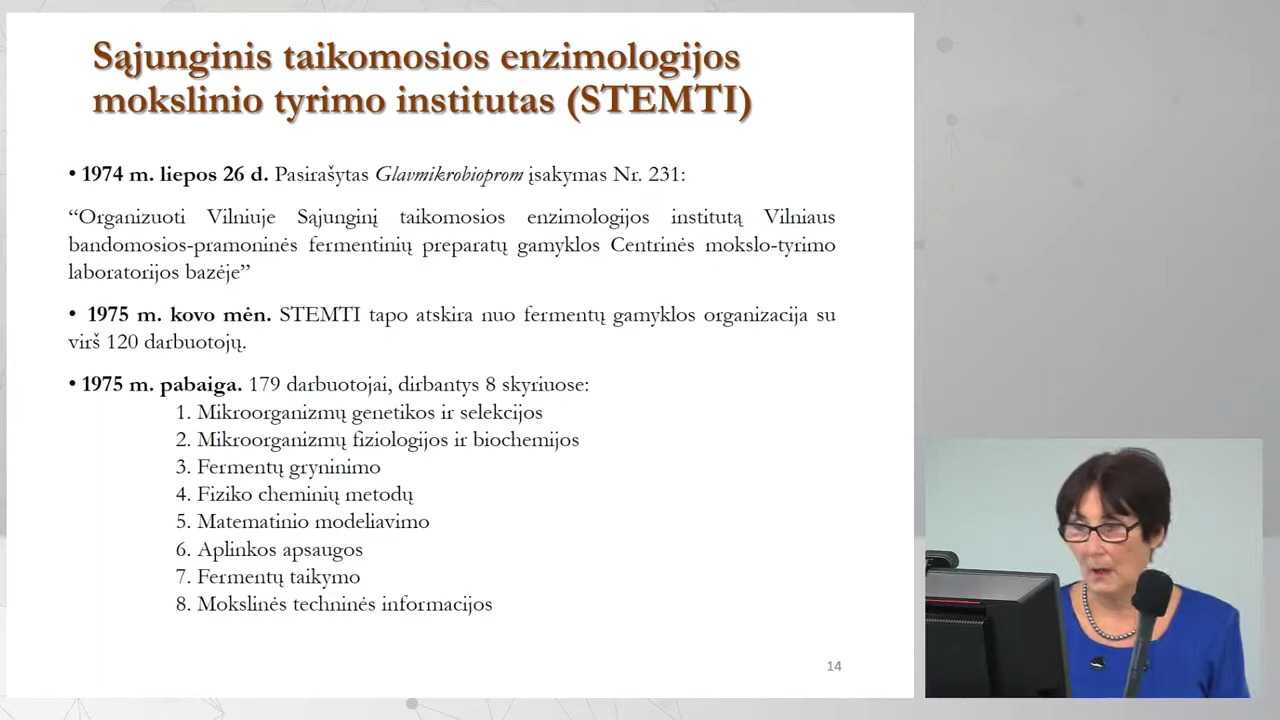 Sąjunginis taikomosios enzimologijos
mokslinio tyrimo institutas (STEMTI)
• 1974 m. liepos 26 d. Pasirašytas Glavmikrobioprom įsakymas Nr. 231:
“Organizuoti Vilniuje Sąjunginį taikomosios enzimologijos institutą Vilniaus
bandomosios-pramoninės fermentinių preparatų gamyklos Centrinės mokslo-tyrimo
laboratorijos bazėje”
• 1975 m. kovo mėn. STEMTI tapo atskira nuo fermentų gamyklos organizacija su
virš 120 darbuotojų.
• 1975 m. pabaiga. 179 darbuotojai, dirbantys 8 skyriuose:
1. Mikroorganizmų genetikos ir selekcijos
2. Mikroorganizmų fiziologijos ir biochemijos
3. Fermentų gryninimo
4. Fiziko cheminių metodų
5. Matematinio modeliavimo
6. Aplinkos apsaugos
7. Fermentų taikymo
8. Mokslinės techninės informacijos
14